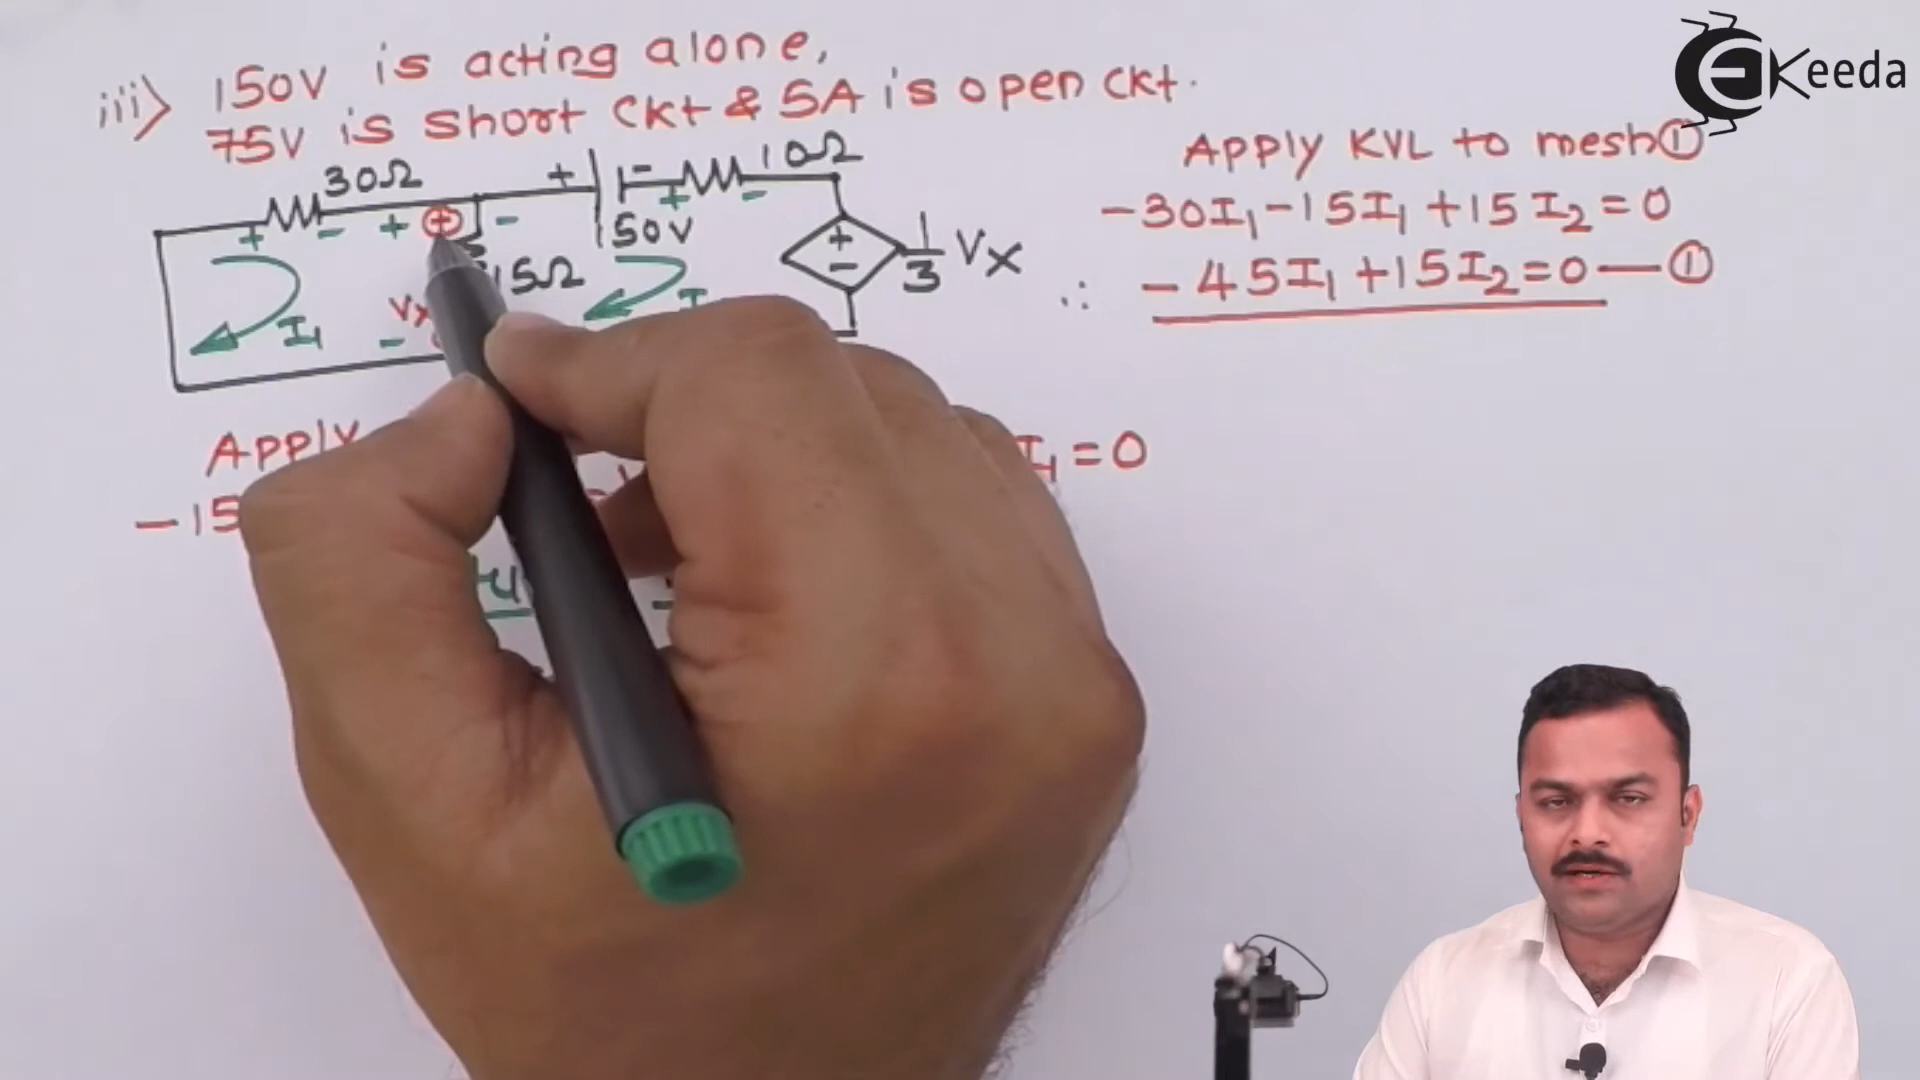 iii) 150V is acting alone,
75V is short ckt & 5A is open ckt.
EKeeda
Apply KVL to mesh ①
-30I₁-15I₁+15I₂=0
∴ -45I₁+15I₂=0—①
30Ω
+ -
10Ω
+ - + - + -
150V
15Ω
+
-
1/3 Vx
I₁
Vx
-
Apply
I₁=0
-15